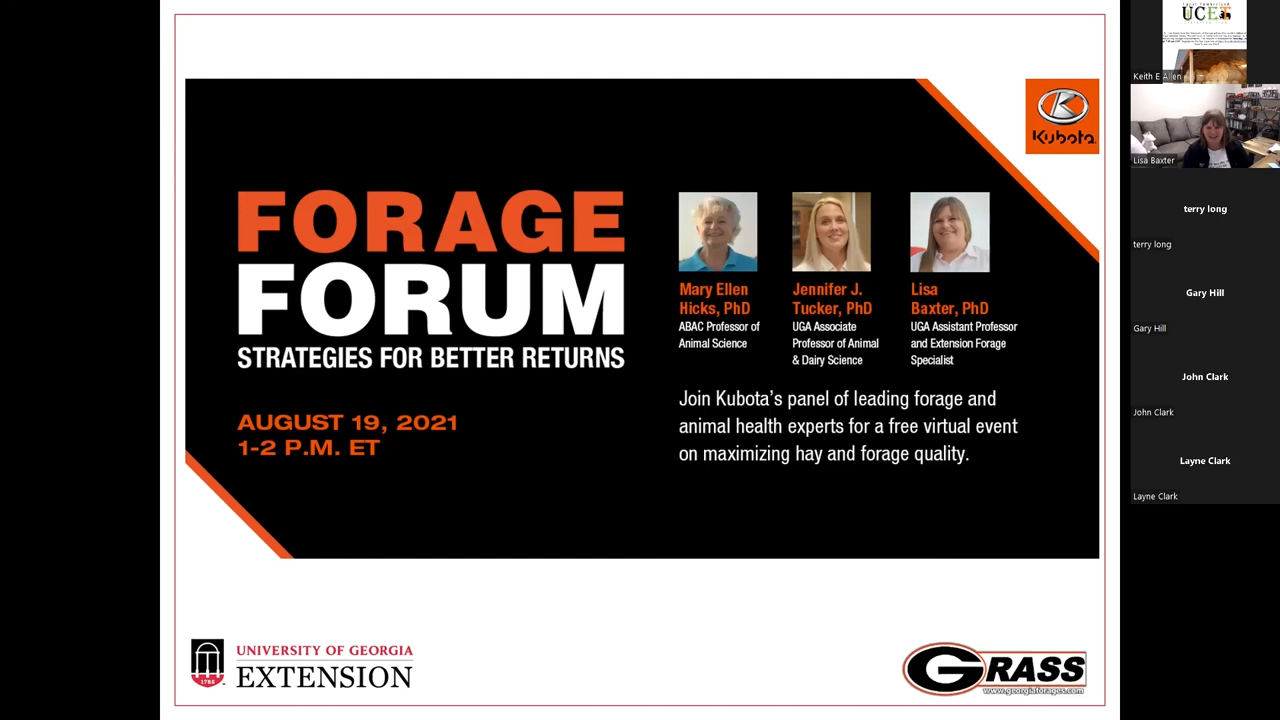 FORAGE
FORUM
STRATEGIES FOR BETTER RETURNS
AUGUST 19, 2021
1-2 P.M. ET
Kubota
Mary Ellen
Hicks, PhD
ABAC Professor of
Animal Science
Jennifer J.
Tucker, PhD
UGA Associate
Professor of Animal
& Dairy Science
Lisa
Baxter, PhD
UGA Assistant Professor
and Extension Forage
Specialist
Join Kubota's panel of leading forage and
animal health experts for a free virtual event
on maximizing hay and forage quality.
1785
UNIVERSITY OF GEORGIA
EXTENSION
GRASS
www.georgiaforages.com
UCET
Keith E Allen
Lisa Baxter
terry long
terry long
Gary Hill
Gary Hill
John Clark
John Clark
Layne Clark
Layne Clark